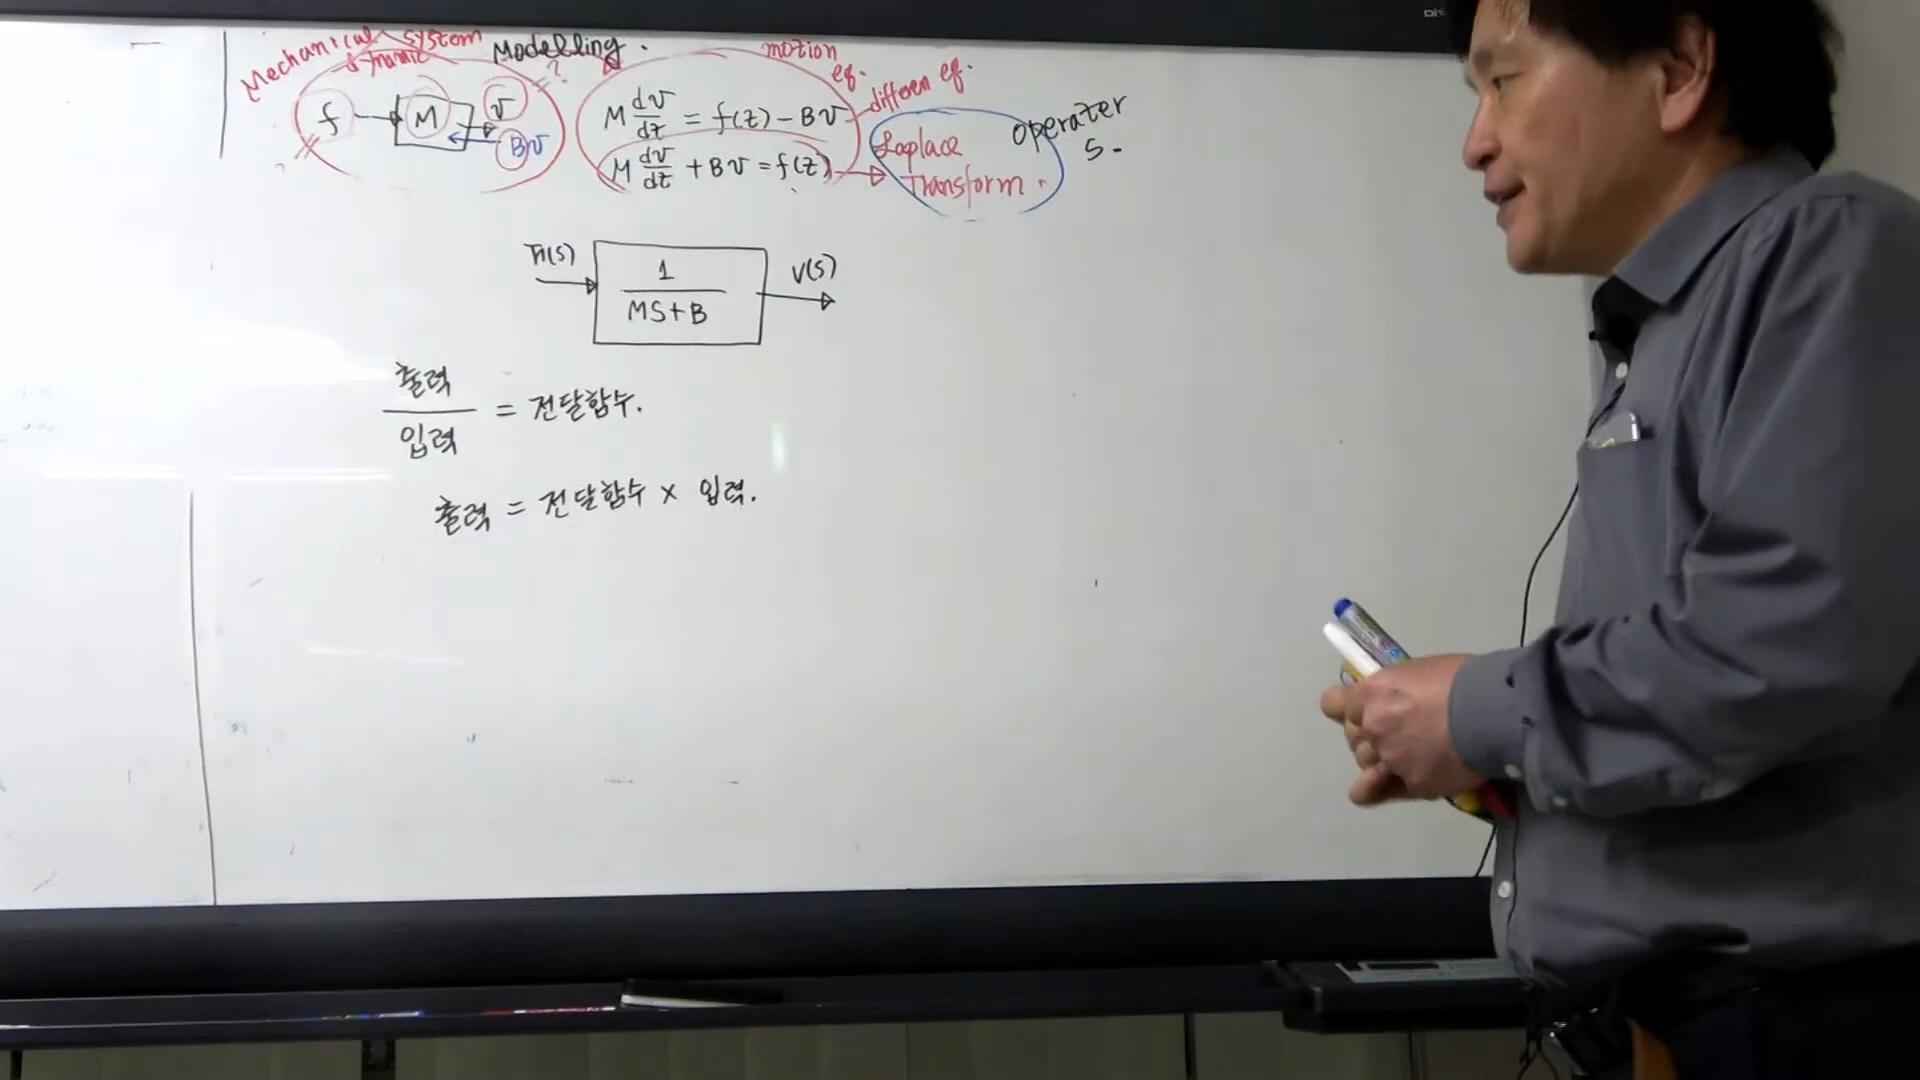 Mechanical system Modelling.
dynamic ?
f M v
Bv
motion
eq.
M dv/dt = f(t) - Bv
differen eq.
M dv/dt + Bv = f(t)
Laplace
Transform.
operater
S.
1
MS+B
V(S)
출력
입력
= 전달함수.
출력 = 전달함수 x 입력.